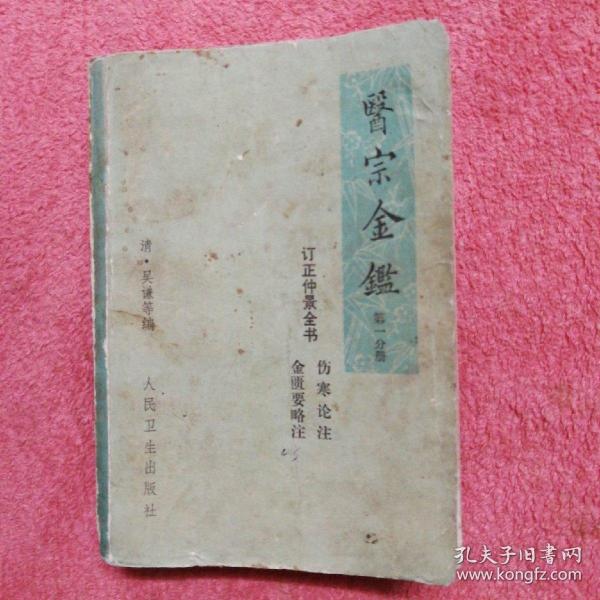 醫宗金鑑
第一分册
订正仲景全书
伤寒论注
金匮要略注
清·吴谦等编
人民卫生出版社
孔夫子旧書网
www.kongfz.com